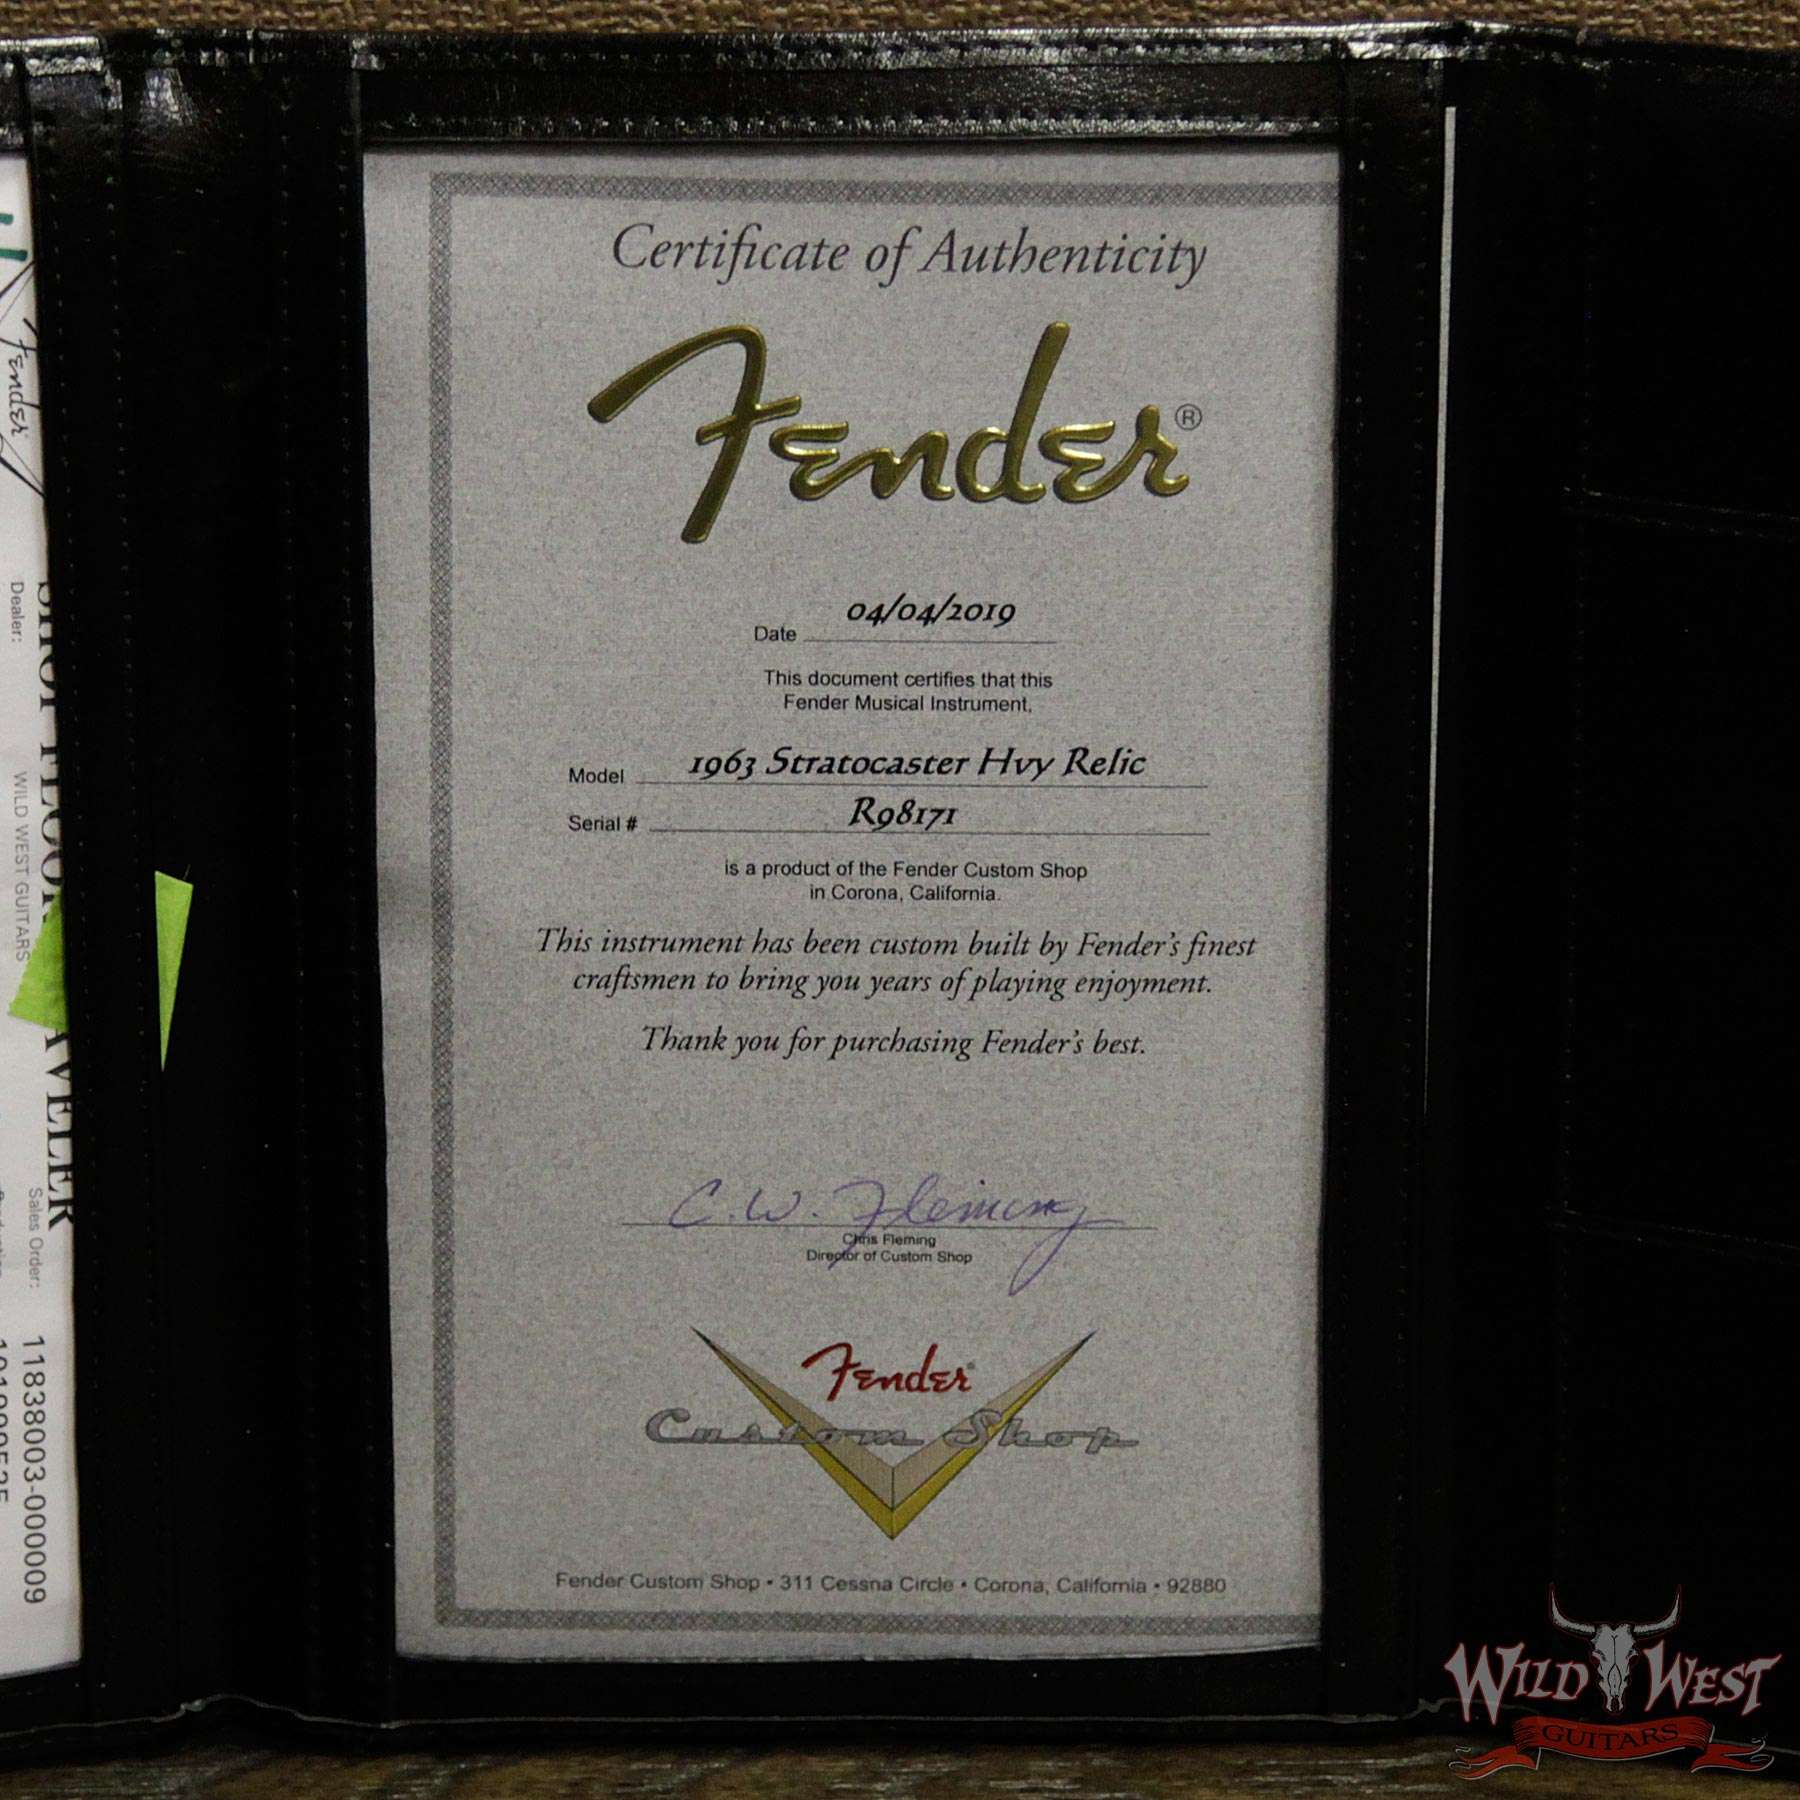 Certificate of Authenticity
Fender®
Date 04/04/2019
This document certifies that this
Fender Musical Instrument,
Model 1963 Stratocaster Hvy Relic
Serial # R98171
is a product of the Fender Custom Shop
in Corona, California.
This instrument has been custom built by Fender's finest
craftsmen to bring you years of playing enjoyment.
Thank you for purchasing Fender's best.
C.W. Fleming
Chris Fleming
Director of Custom Shop
Fender®
Custom Shop
Fender Custom Shop • 311 Cessna Circle • Corona, California • 92880
Fender
Dealer: WILD WEST GUITARS
Sales Order: 11838003-000009
WILD WEST
GUITARS